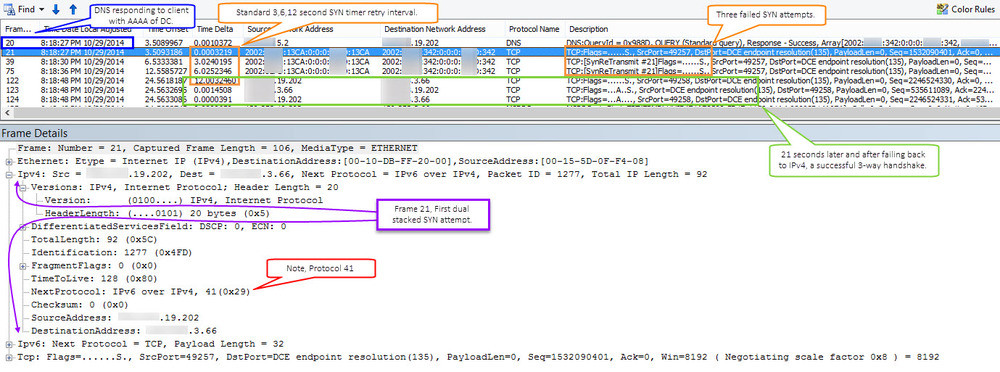 DNS responding to client
with AAAA of DC.
Standard 3,6,12 second SYN timer retry interval.
Three failed SYN attempts.
Find
Color Rules
Fram... Time Date Local Adjusted Time Offset Time Delta Source Network Address Destination Network Address Protocol Name Description
20 8:18:27 PM 10/29/2014 3.5089967 0.0010372 5.2 .19.202 DNS DNS:QueryId = 0x988D, QUERY (Standard query), Response - Success, Array[2002: :342:0:0:0: :342,
21 8:18:27 PM 10/29/2014 3.5093186 0.0003219 2002: :13CA:0:0:0: :13CA 2002: :342:0:0:0: :342 TCP TCP:Flags=......S., SrcPort=49257, DstPort=DCE endpoint resolution(135), PayloadLen=0, Seq=...
39 8:18:30 PM 10/29/2014 6.5333381 3.0240195 2002: :13CA:0:0:0: :13CA 2002: :342:0:0:0: :342 TCP TCP:[SynReTransmit #21]Flags=......S., SrcPort=49257, DstPort=DCE endpoint resolution(135), PayloadLen=0, Seq=...
75 8:18:36 PM 10/29/2014 12.5585727 6.0252346 2002: :13CA:0:0:0: :13CA 2002: :342:0:0:0: :342 TCP TCP:[SynReTransmit #21]Flags=......S., SrcPort=49257, DstPort=DCE endpoint resolution(135), PayloadLen=0, Seq=...
122 8:18:48 PM 10/29/2014 24.5618187 12.0032460 .19.202 .3.66 TCP TCP:Flags=......S., SrcPort=49258, DstPort=DCE endpoint resolution(135), PayloadLen=0, Seq=2246524330, Ack=0...
123 8:18:48 PM 10/29/2014 24.5632695 0.0014508 .3.66 .19.202 TCP TCP:Flags=...A..S., SrcPort=DCE endpoint resolution(135), DstPort=49258, PayloadLen=0, Seq=535611089, Ack=224...
124 8:18:48 PM 10/29/2014 24.5633086 0.0000391 .19.202 .3.66 TCP TCP:Flags=...A...., SrcPort=49258, DstPort=DCE endpoint resolution(135), PayloadLen=0, Seq=2246524331, Ack=53...
21 seconds later and after failing back
to IPv4, a successful 3-way handshake.
Frame Details
Frame: Number = 21, Captured Frame Length = 106, MediaType = ETHERNET
Ethernet: Etype = Internet IP (IPv4),DestinationAddress:[00-10-DB-FF-20-00],SourceAddress:[00-15-5D-0F-F4-08]
Ipv4: Src = .19.202, Dest = .3.66, Next Protocol = IPv6 over IPv4, Packet ID = 1277, Total IP Length = 92
Versions: IPv4, Internet Protocol; Header Length = 20
Version: (0100....) IPv4, Internet Protocol
HeaderLength: (....0101) 20 bytes (0x5)
Frame 21, First dual
stacked SYN attempt.
DifferentiatedServicesField: DSCP: 0, ECN: 0
TotalLength: 92 (0x5C)
Identification: 1277 (0x4FD)
FragmentFlags: 0 (0x0)
Note, Protocol 41
TimeToLive: 128 (0x80)
NextProtocol: IPv6 over IPv4, 41(0x29)
Checksum: 0 (0x0)
SourceAddress: .19.202
DestinationAddress: .3.66
Ipv6: Next Protocol = TCP, Payload Length = 32
Tcp: Flags=......S., SrcPort=49257, DstPort=DCE endpoint resolution(135), PayloadLen=0, Seq=1532090401, Ack=0, Win=8192 ( Negotiating scale factor 0x8 ) = 8192